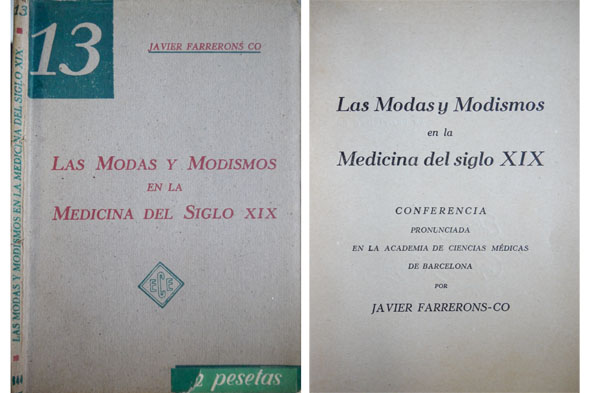 LAS MODAS Y MODISMOS EN LA MEDICINA DEL SIGLO XIX
13
JAVIER FARRERONS CO
LAS MODAS Y MODISMOS
EN LA
MEDICINA DEL SIGLO XIX
ECE
2 pesetas
Las Modas y Modismos
en la
Medicina del siglo XIX
CONFERENCIA
PRONUNCIADA
EN LA ACADEMIA DE CIENCIAS MÉDICAS
DE BARCELONA
POR
JAVIER FARRERONS-CO